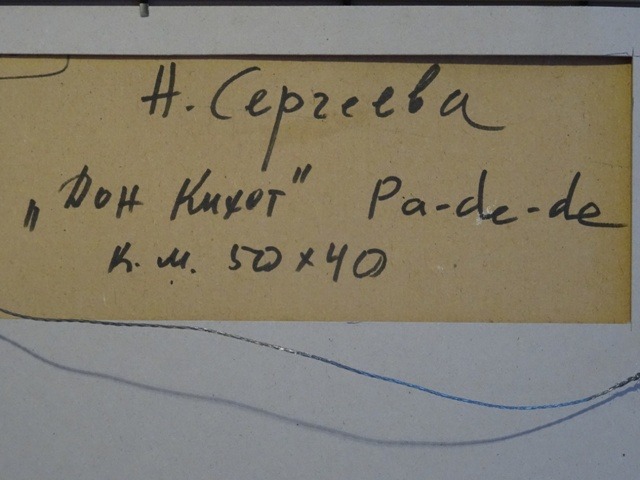 Н. Сергеева
„Дон Кихот" Pa-de-de
к. м. 50×40